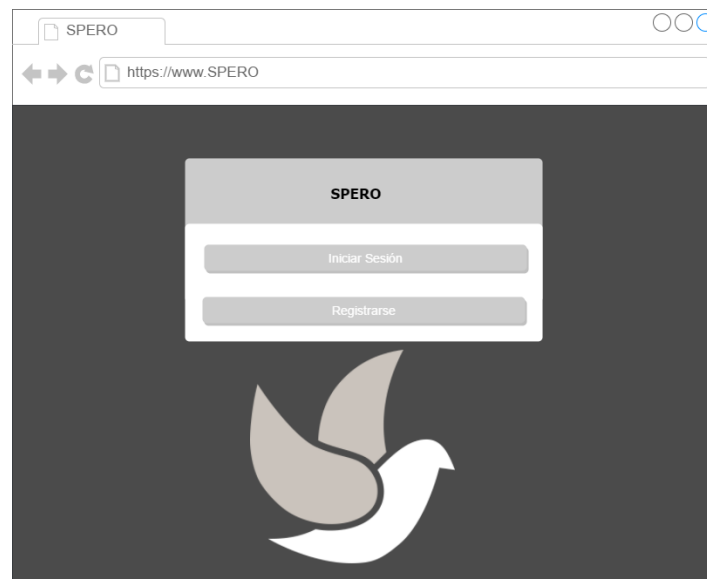 SPERO
https://www.SPERO
SPERO
Iniciar Sesión
Registrarse